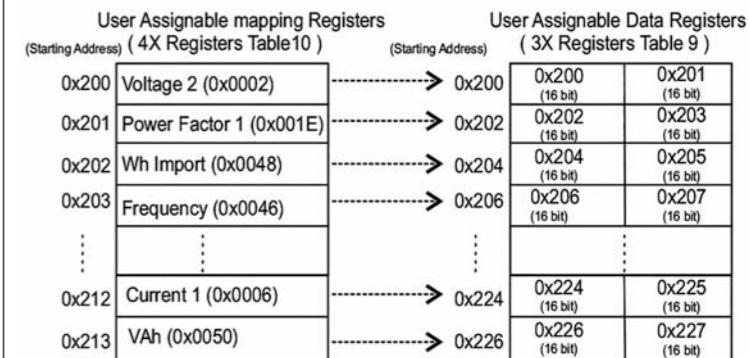 User Assignable mapping Registers
User Assignable Data Registers
(Starting Address) ( 4X Registers Table10 )
(Starting Address) ( 3X Registers Table 9 )
0x200 Voltage 2 (0x0002) 0x200 0x200 (16 bit) 0x201 (16 bit)
0x201 Power Factor 1 (0x001E) 0x202 0x202 (16 bit) 0x203 (16 bit)
0x202 Wh Import (0x0048) 0x204 0x204 (16 bit) 0x205 (16 bit)
0x203 Frequency (0x0046) 0x206 0x206 (16 bit) 0x207 (16 bit)
0x212 Current 1 (0x0006) 0x224 0x224 (16 bit) 0x225 (16 bit)
0x213 VAh (0x0050) 0x226 0x226 (16 bit) 0x227 (16 bit)